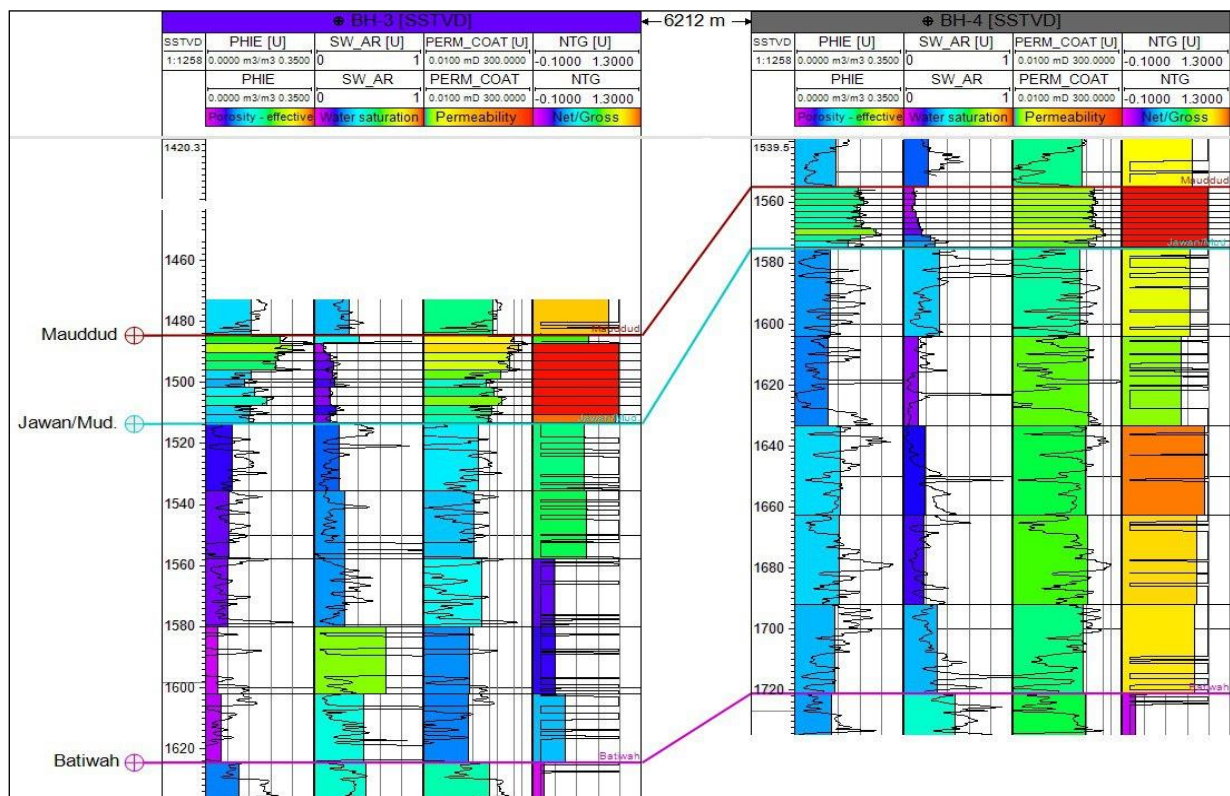 ⊕ BH-3 [SSTVD]
6212 m
⊕ BH-4 [SSTVD]
SSTVD PHIE [U] SW_AR [U] PERM_COAT [U] NTG [U]
1:1258 0.0000 m3/m3 0.3500 0 1 0.0100 mD 300.0000 -0.1000 1.3000
PHIE SW_AR PERM_COAT NTG
0.0000 m3/m3 0.3500 0 1 0.0100 mD 300.0000 -0.1000 1.3000
Porosity - effective Water saturation Permeability Net/Gross
SSTVD PHIE [U] SW_AR [U] PERM_COAT [U] NTG [U]
1:1258 0.0000 m3/m3 0.3500 0 1 0.0100 mD 300.0000 -0.1000 1.3000
PHIE SW_AR PERM_COAT NTG
0.0000 m3/m3 0.3500 0 1 0.0100 mD 300.0000 -0.1000 1.3000
Porosity - effective Water saturation Permeability Net/Gross
Mauddud
Jawan/Mud.
Batiwah
1420.3
1460
1480
1500
1520
1540
1560
1580
1600
1620
Mauddud
Jawan/Mud.
Batiwah
1539.5
1560
1580
1600
1620
1640
1660
1680
1700
1720
Mauddud
Jawan/Mud.
Batiwah